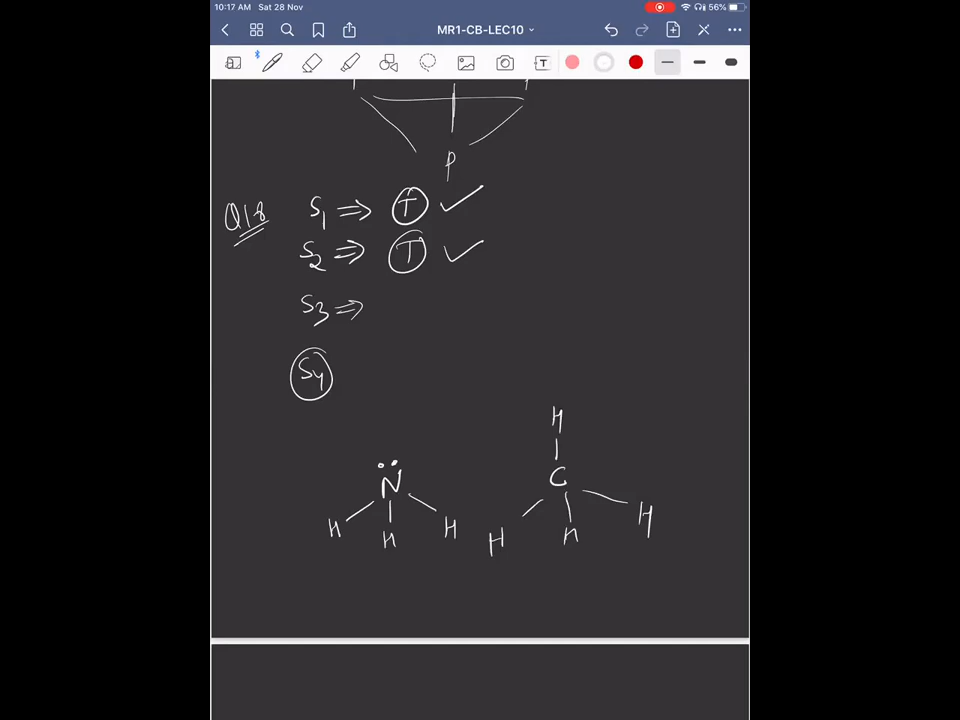 10:17 AM Sat 28 Nov
56%
MR1-CB-LEC10
T
P
Q18 S1 ⇒ T ✓
S2 ⇒ T ✓
S3 ⇒
S4
H
N C
H H H H H H